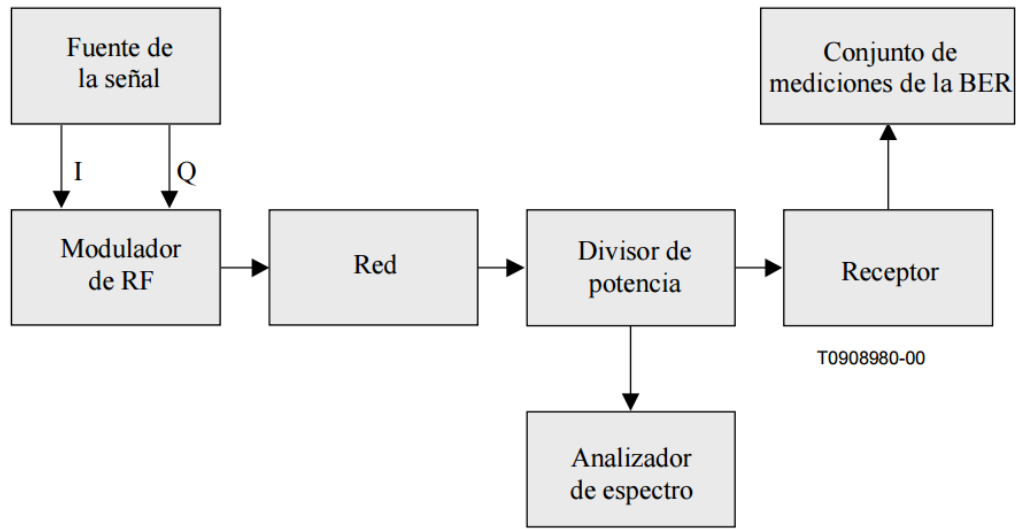 Fuente de
la señal
Conjunto de
mediciones de la BER
I
Q
Modulador
de RF
Red
Divisor de
potencia
Receptor
T0908980-00
Analizador
de espectro